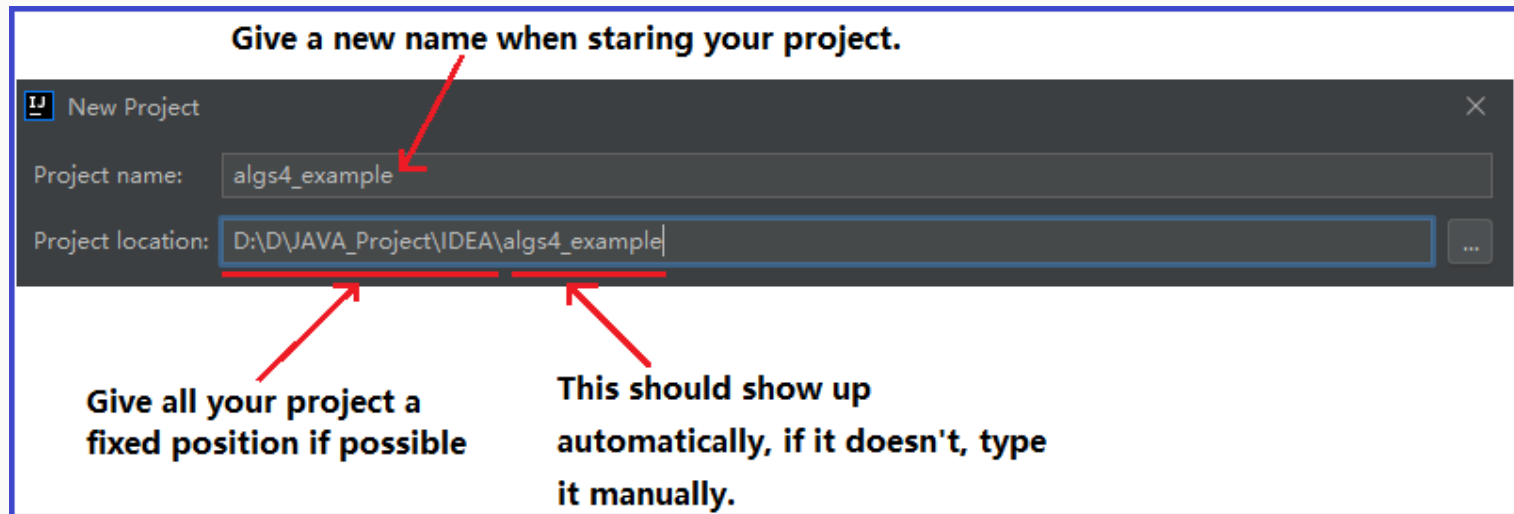 Give a new name when staring your project.
IJ New Project
Project name: algs4_example
Project location: D:\D\JAVA_Project\IDEA\algs4_example ...
Give all your project a
fixed position if possible
This should show up
automatically, if it doesn't, type
it manually.